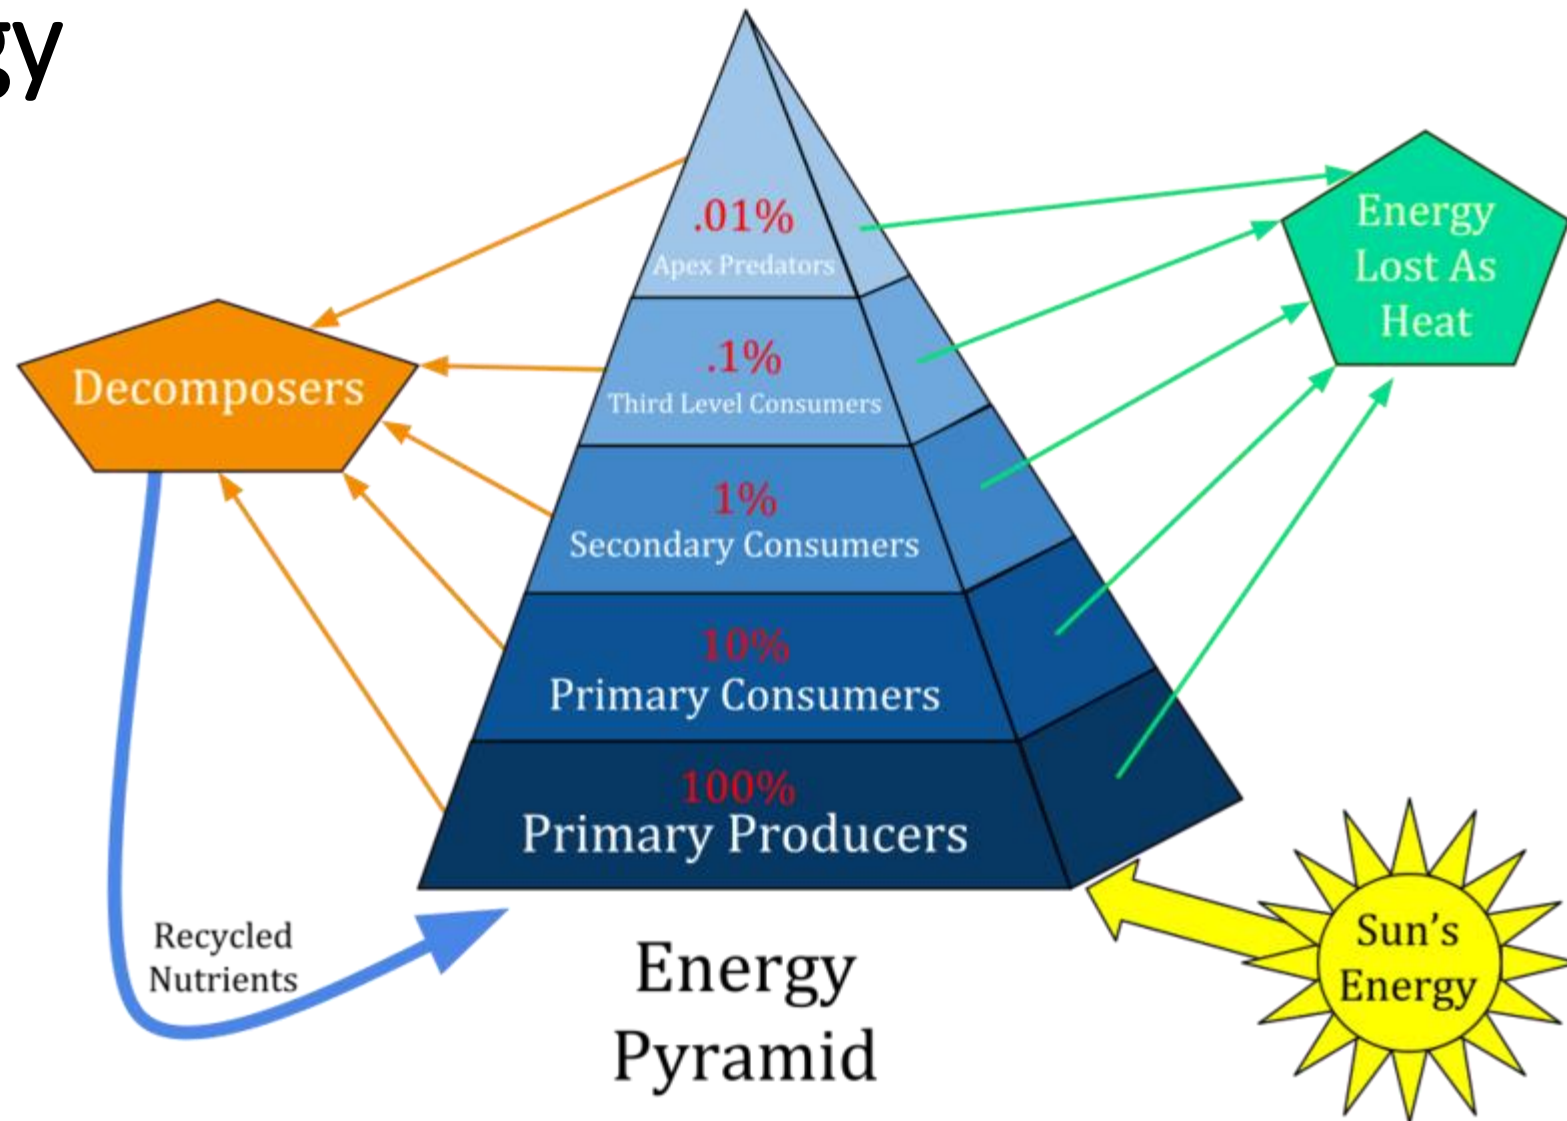 gy
.01%
Apex Predators
.1%
Third Level Consumers
1%
Secondary Consumers
10%
Primary Consumers
100%
Primary Producers
Decomposers
Energy
Lost As
Heat
Recycled
Nutrients
Sun's
Energy
Energy
Pyramid